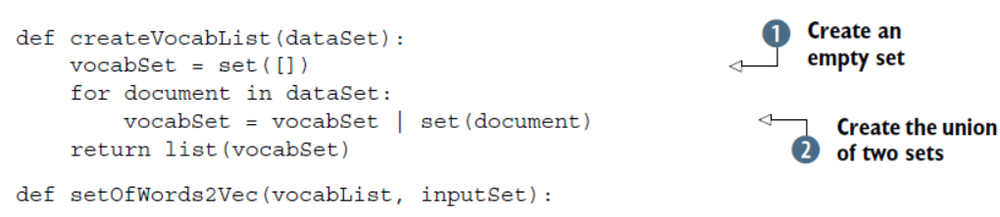 def createVocabList(dataSet):
    vocabSet = set([])
    for document in dataSet:
        vocabSet = vocabSet | set(document)
    return list(vocabSet)
def setOfWords2Vec(vocabList, inputSet):
1 Create an
empty set
2 Create the union
of two sets